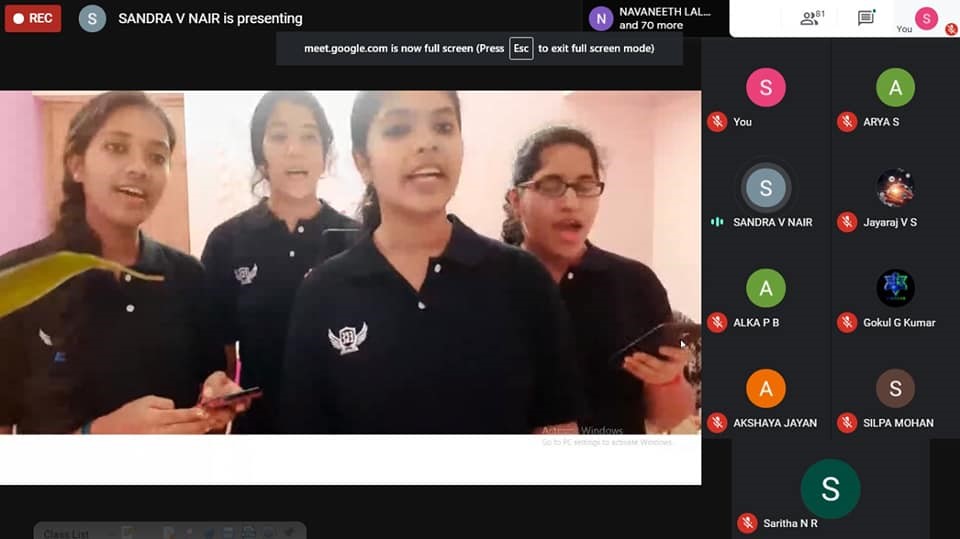 REC
S
SANDRA V NAIR is presenting
N
NAVANEETH LAL...
and 70 more
81
You
S
meet.google.com is now full screen (Press Esc to exit full screen mode)
S
You
A
ARYA S
S
SANDRA V NAIR
Jayaraj V S
A
ALKA P B
Gokul G Kumar
A
AKSHAYA JAYAN
S
SILPA MOHAN
S
Saritha N R
Activate Windows
Go to PC settings to activate Windows.
Class List